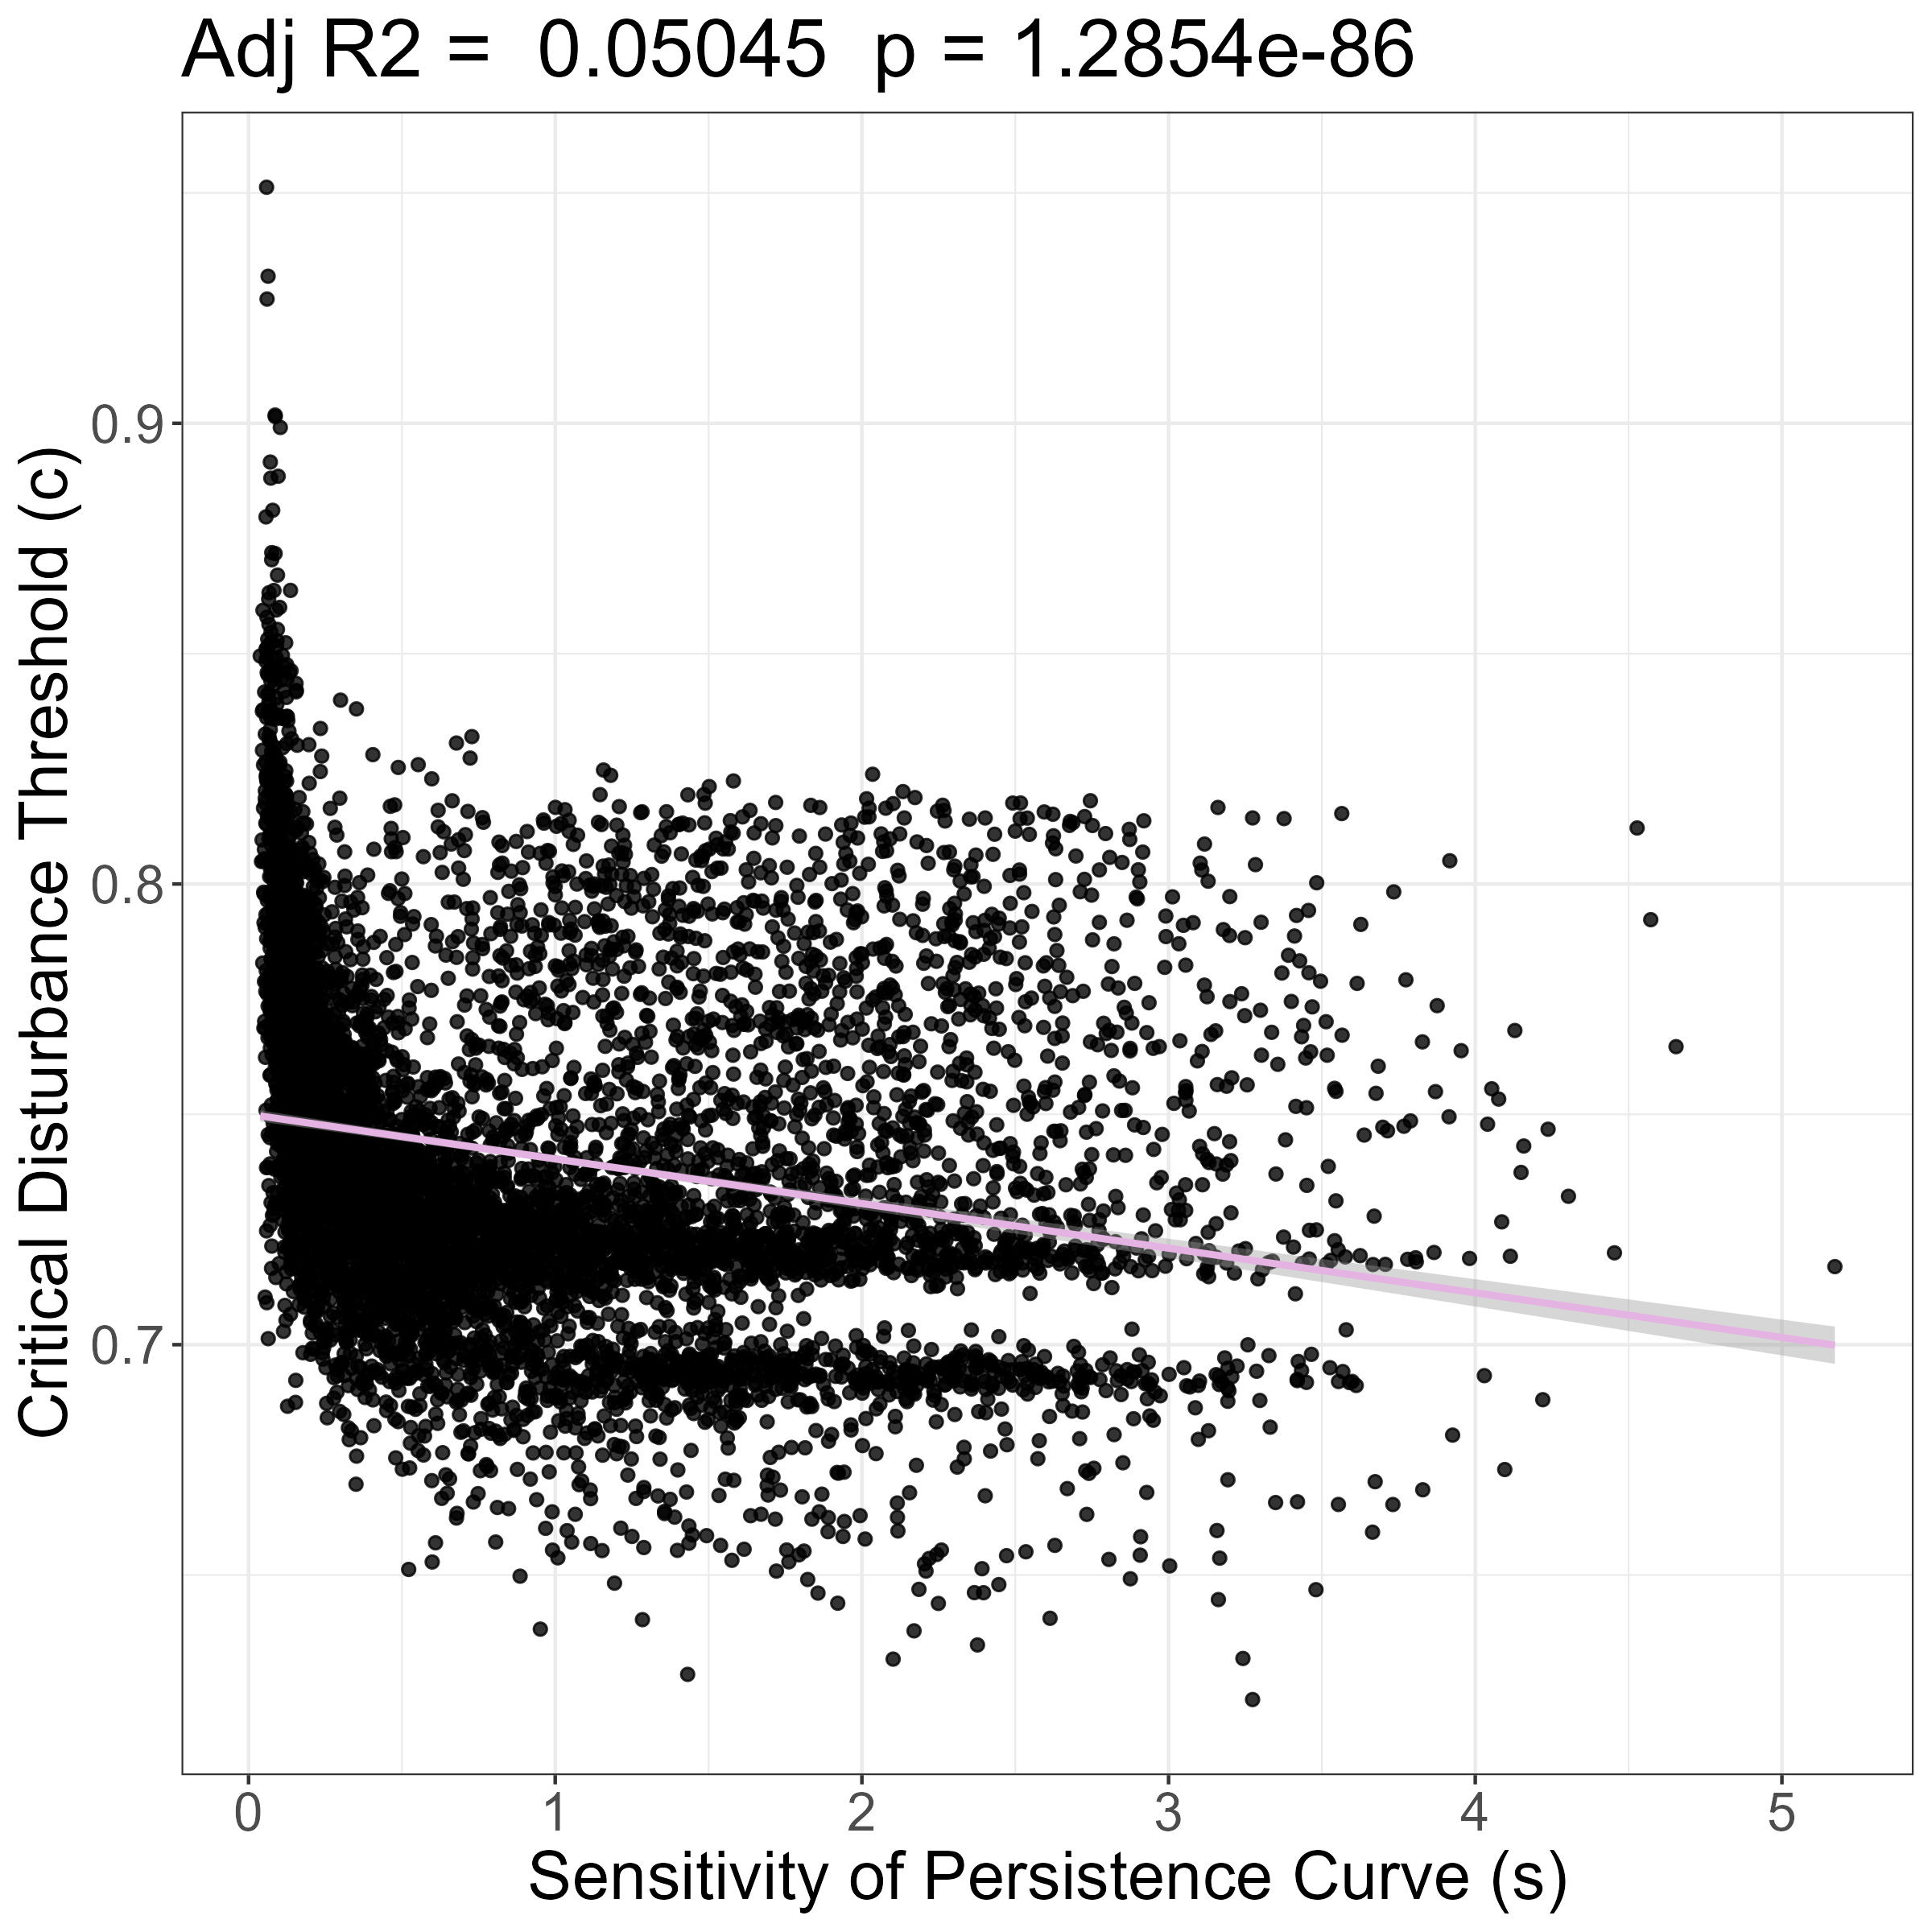 Adj R2 =  0.05045  p = 1.2854e-86
Critical Disturbance Threshold (c)
0.9
0.8
0.7
0 1 2 3 4 5
Sensitivity of Persistence Curve (s)